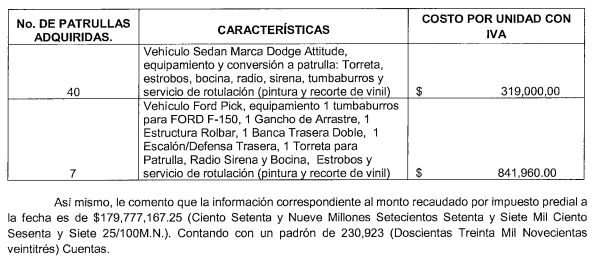 No. DE PATRULLAS ADQUIRIDAS.
CARACTERÍSTICAS
COSTO POR UNIDAD CON IVA
40
Vehículo Sedan Marca Dodge Attitude,
equipamiento y conversión a patrulla: Torreta,
estrobos, bocina, radio, sirena, tumbaburros y
servicio de rotulación (pintura y recorte de vinil)
$ 319,000,00
7
Vehículo Ford Pick, equipamiento 1 tumbaburros
para FORD F-150, 1 Gancho de Arrastre, 1
Estructura Rolbar, 1 Banca Trasera Doble, 1
Escalón/Defensa Trasera, 1 Torreta para
Patrulla, Radio Sirena y Bocina, Estrobos y
servicio de rotulación (pintura y recorte de vinil)
$ 841,960.00
Así mismo, le comento que la información correspondiente al monto recaudado por impuesto predial a
la fecha es de $179,777,167.25 (Ciento Setenta y Nueve Millones Setecientos Setenta y Siete Mil Ciento
Sesenta y Siete 25/100M.N.). Contando con un padrón de 230,923 (Doscientas Treinta Mil Novecientas
veintitrés) Cuentas.